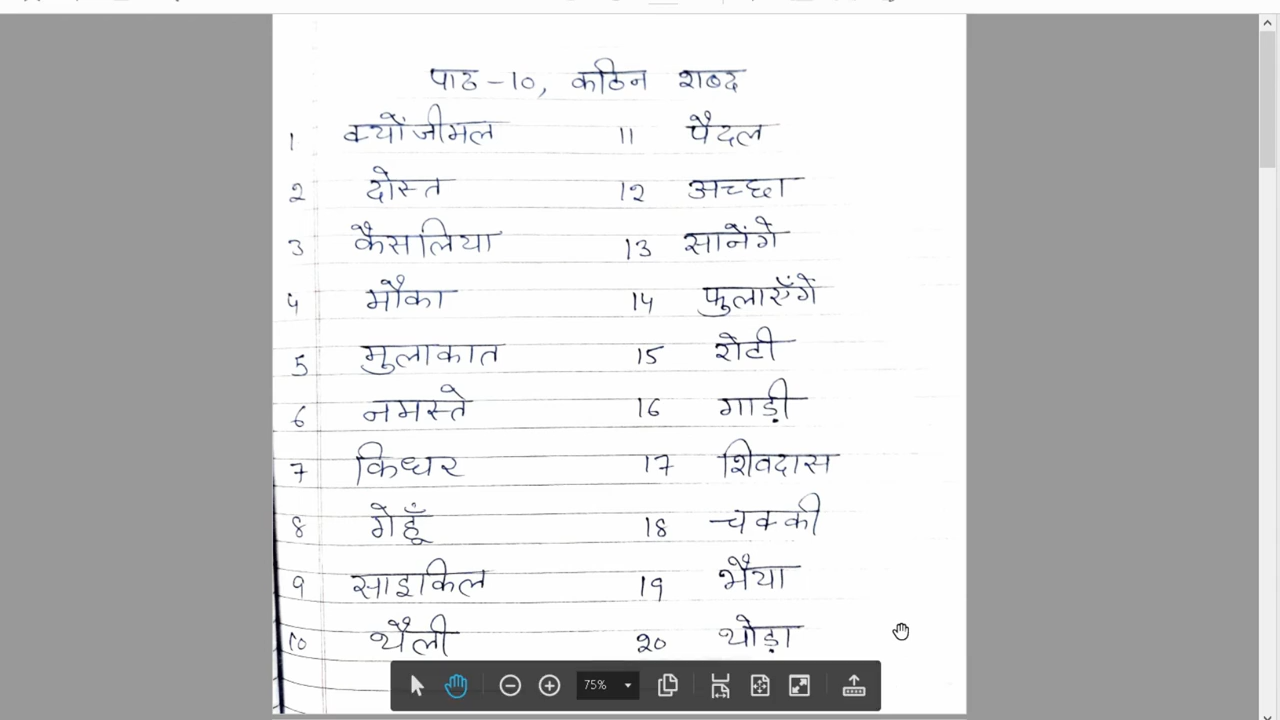 पाठ-10, कठिन शब्द
1 क्योंजीमल 11 पैदल
2 दोस्त 12 अच्छा
3 कैसलिया 13 सानेंगे
4 मौका 14 फुलाएँगे
5 मुलाकात 15 रोटी
6 नमस्ते 16 गाड़ी
7 किधर 17 शिवदास
8 गेहूँ 18 चक्की
9 साइकिल 19 भैया
10 थैली 20 थोड़ा
75%